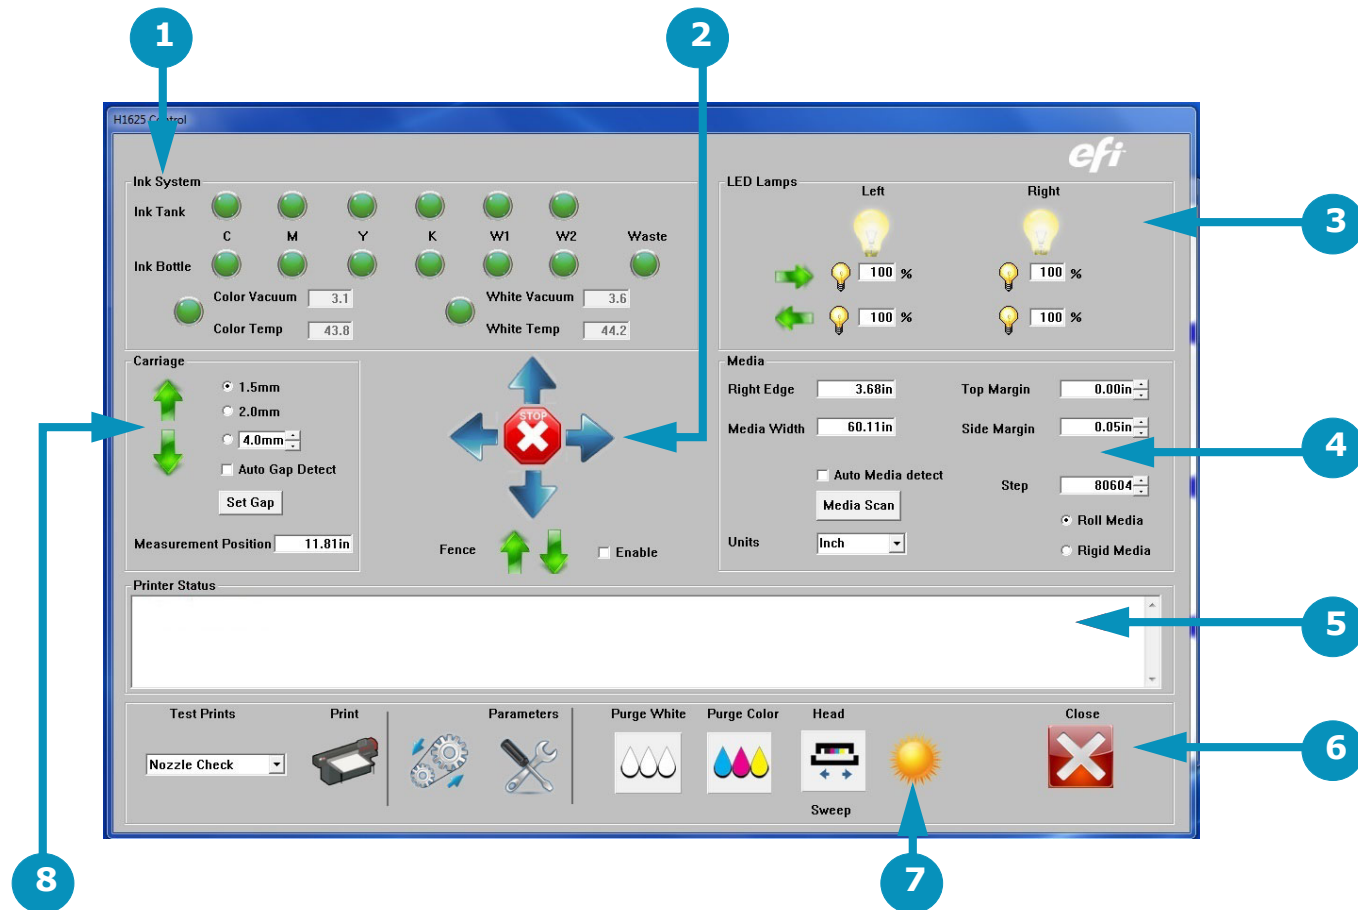 1
2
H1625 Control
efi
Ink System
Ink Tank
C M Y K W1 W2 Waste
Ink Bottle
Color Vacuum 3.1
White Vacuum 3.6
Color Temp 43.8
White Temp 44.2
LED Lamps
Left Right
100 % 100 %
100 % 100 %
3
Carriage
1.5mm
2.0mm
4.0mm
Auto Gap Detect
Set Gap
Measurement Position 11.81in
8
STOP
Fence Enable
Media
Right Edge 3.68in Top Margin 0.00in
Media Width 60.11in Side Margin 0.05in
Auto Media detect
Step 80604
Media Scan
Roll Media
Units Inch
Rigid Media
4
Printer Status
5
Test Prints Print Parameters Purge White Purge Color Head Close
Nozzle Check
Sweep
6
7